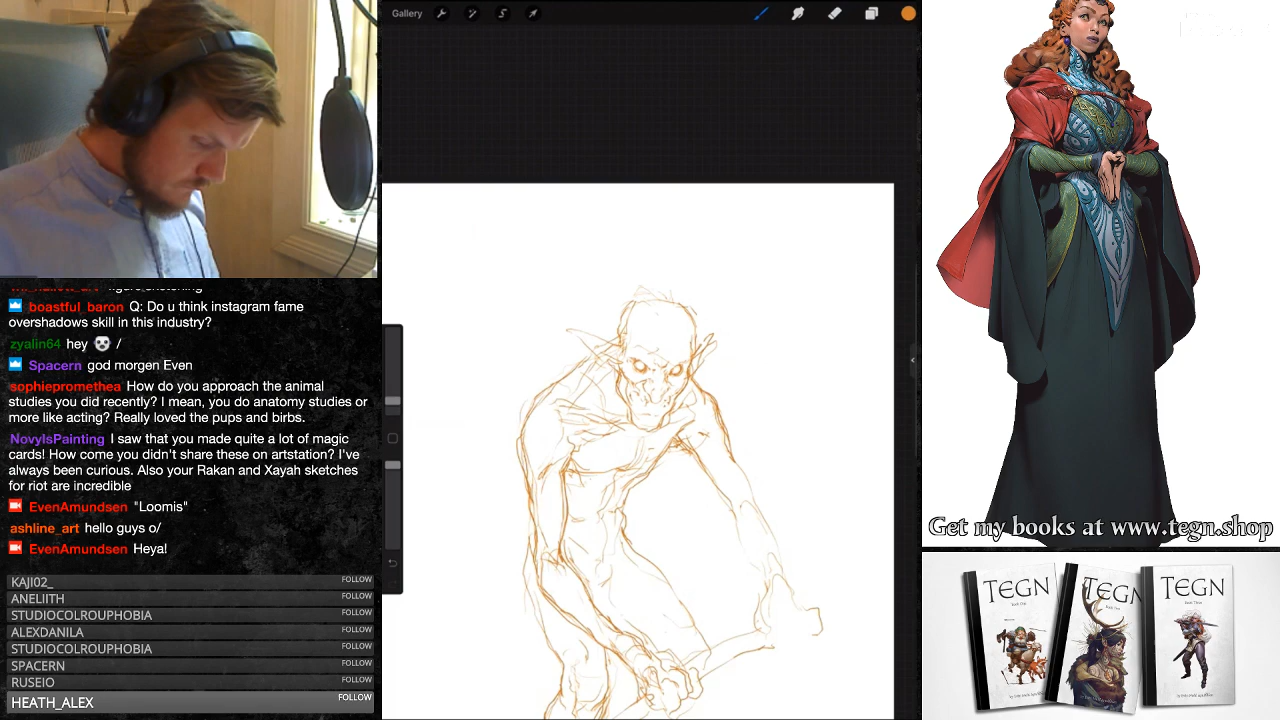 Gallery
boastful_baron Q: Do u think instagram fame
overshadows skill in this industry?
zyalin64 hey /
Spacern god morgen Even
sophiepromethea How do you approach the animal
studies you did recently? I mean, you do anatomy studies or
more like acting? Really loved the pups and birbs.
NovyIsPainting I saw that you made quite a lot of magic
cards! How come you didn't share these on artstation? I've
always been curious. Also your Rakan and Xayah sketches
for riot are incredible
EvenAmundsen "Loomis"
ashline_art hello guys o/
EvenAmundsen Heya!
KAJI02_ FOLLOW
ANELIITH FOLLOW
STUDIOCOLROUPHOBIA FOLLOW
ALEXDANILA FOLLOW
STUDIOCOLROUPHOBIA FOLLOW
SPACERN FOLLOW
RUSEIO FOLLOW
HEATH_ALEX FOLLOW
Get my books at www.tegn.shop
TEGN
TEGN
TEGN